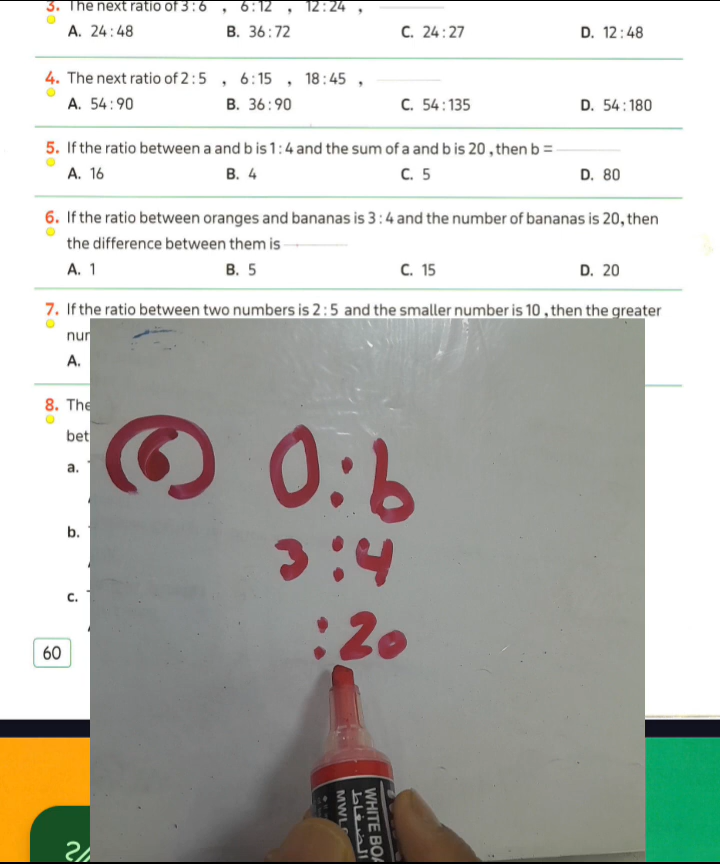 3. The next ratio of 3 : 6 , 6 : 12 , 12 : 24 ,
A. 24 : 48 B. 36 : 72 C. 24 : 27 D. 12 : 48
4. The next ratio of 2 : 5 , 6 : 15 , 18 : 45 ,
A. 54 : 90 B. 36 : 90 C. 54 : 135 D. 54 : 180
5. If the ratio between a and b is 1 : 4 and the sum of a and b is 20 , then b =
A. 16 B. 4 C. 5 D. 80
6. If the ratio between oranges and bananas is 3 : 4 and the number of bananas is 20, then
the difference between them is
A. 1 B. 5 C. 15 D. 20
7. If the ratio between two numbers is 2 : 5 and the smaller number is 10 , then the greater
A.
8. The
bet
a.
b.
c.
60
6 O : b
3 : 4
: 20
WHITE